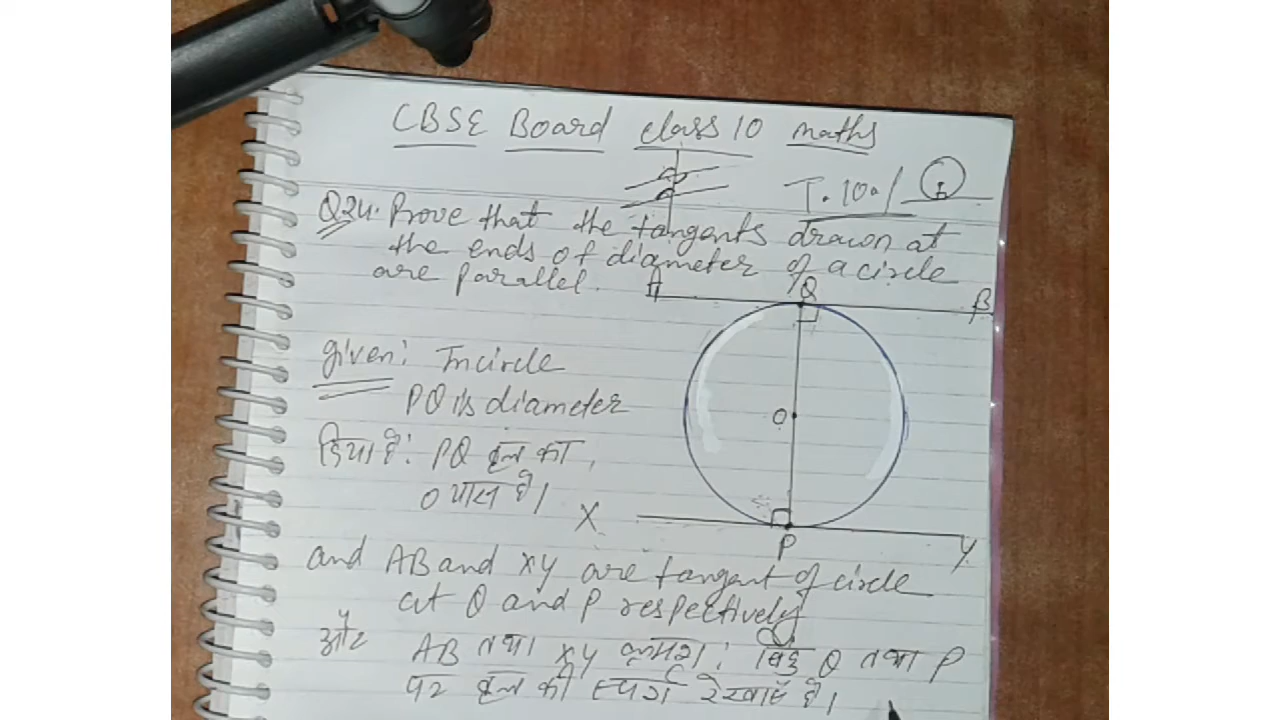 CBSE Board class 10 maths
T. 10.1
Q24. Prove that the tangents drawn at
the ends of diameter of a circle
are parallel.
A Q B
given: In circle
PQ is diameter
O
दिया है: PQ वृत्त का
व्यास है।
X P Y
and AB and XY are tangent of circle
at Q and P respectively
और AB तथा XY क्रमशः बिंदु Q तथा P
पर वृत्त की स्पर्श रेखाएँ हैं।